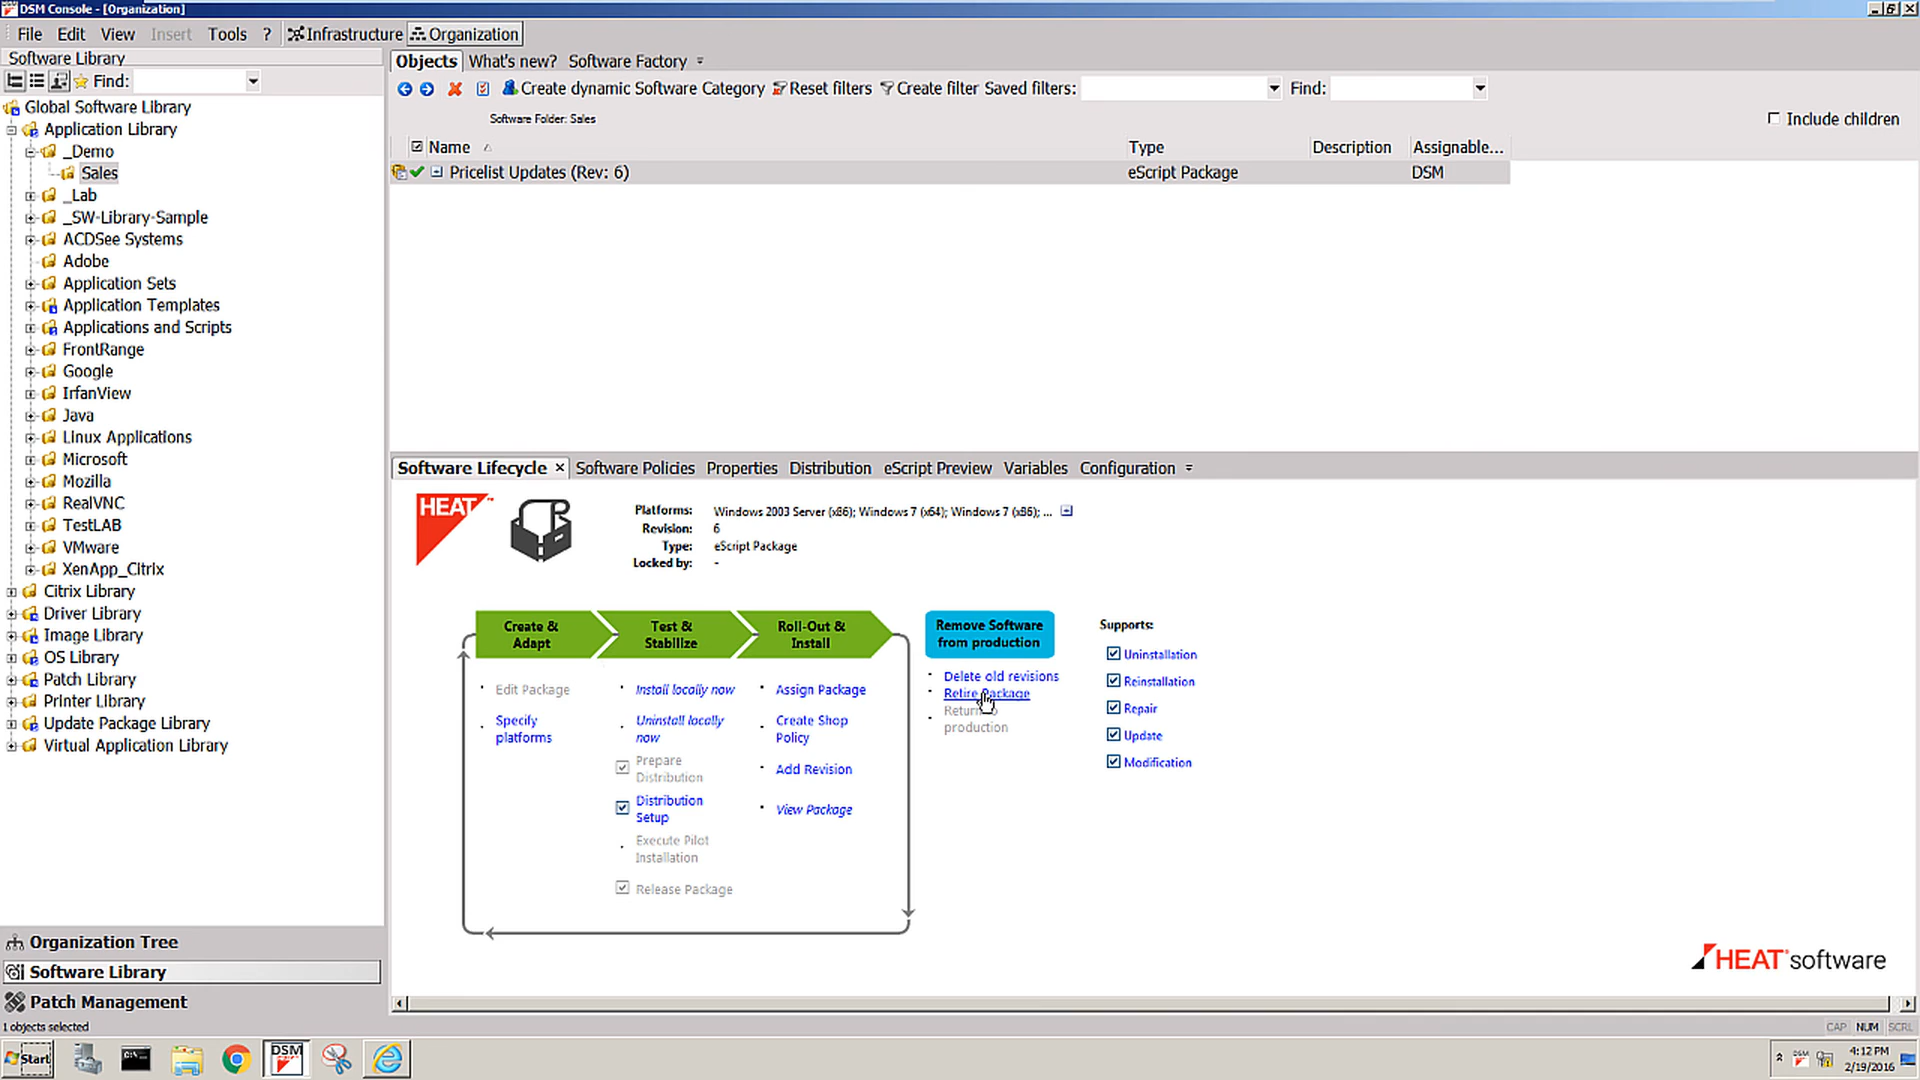 DSM Console - [Organization]
File Edit View Insert Tools ? Infrastructure Organization
Software Library
Find:
Global Software Library
Application Library
_Demo
Sales
_Lab
_SW-Library-Sample
ACDSee Systems
Adobe
Application Sets
Application Templates
Applications and Scripts
FrontRange
Google
IrfanView
Java
Linux Applications
Microsoft
Mozilla
RealVNC
TestLAB
VMware
XenApp_Citrix
Citrix Library
Driver Library
Image Library
OS Library
Patch Library
Printer Library
Update Package Library
Virtual Application Library
Organization Tree
Software Library
Patch Management
1 objects selected
Objects What's new? Software Factory
Create dynamic Software Category Reset filters Create filter Saved filters: Find:
Software Folder: Sales
Include children
Name Type Description Assignable...
Pricelist Updates (Rev: 6) eScript Package DSM
Software Lifecycle Software Policies Properties Distribution eScript Preview Variables Configuration
HEAT™
Platforms: Windows 2003 Server (x86); Windows 7 (x64); Windows 7 (x86); ...
Revision: 6
Type: eScript Package
Locked by: -
Create &
Adapt
Edit Package
Specify
platforms
Test &
Stabilize
Install locally now
Uninstall locally
now
Prepare
Distribution
Distribution
Setup
Execute Pilot
Installation
Release Package
Roll-Out &
Install
Assign Package
Create Shop
Policy
Add Revision
View Package
Remove Software
from production
Delete old revisions
Retire Package
Return to
production
Supports:
Uninstallation
Reinstallation
Repair
Update
Modification
HEAT software
CAP NUM SCRL
Start
DSM
DSM
4:12 PM
2/19/2016